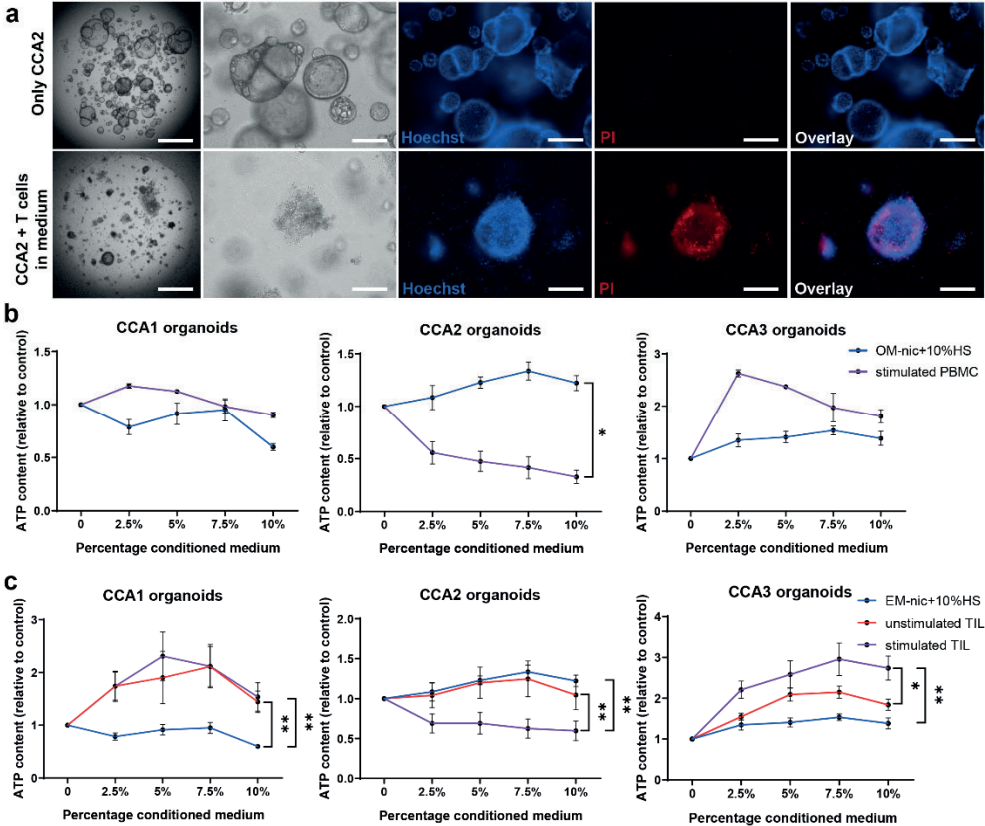 a
Only CCA2
Hoechst
PI
Overlay
CCA2 + T cells
in medium
Hoechst
PI
Overlay
b
CCA1 organoids
ATP content (relative to control)
1.5
1.0
0.5
0.0
0
2.5%
5%
7.5%
10%
Percentage conditioned medium
CCA2 organoids
ATP content (relative to control)
1.5
1.0
0.5
0.0
0
2.5%
5%
7.5%
10%
Percentage conditioned medium
*
CCA3 organoids
ATP content (relative to control)
3
2
1
0
0
2.5%
5%
7.5%
10%
Percentage conditioned medium
OM-nic+10%HS
stimulated PBMC
c
CCA1 organoids
ATP content (relative to control)
3
2
1
0
0
2.5%
5%
7.5%
10%
Percentage conditioned medium
**
**
CCA2 organoids
ATP content (relative to control)
2.0
1.5
1.0
0.5
0.0
0
2.5%
5%
7.5%
10%
Percentage conditioned medium
**
**
CCA3 organoids
ATP content (relative to control)
4
3
2
1
0
0
2.5%
5%
7.5%
10%
Percentage conditioned medium
EM-nic+10%HS
unstimulated TIL
stimulated TIL
*
**